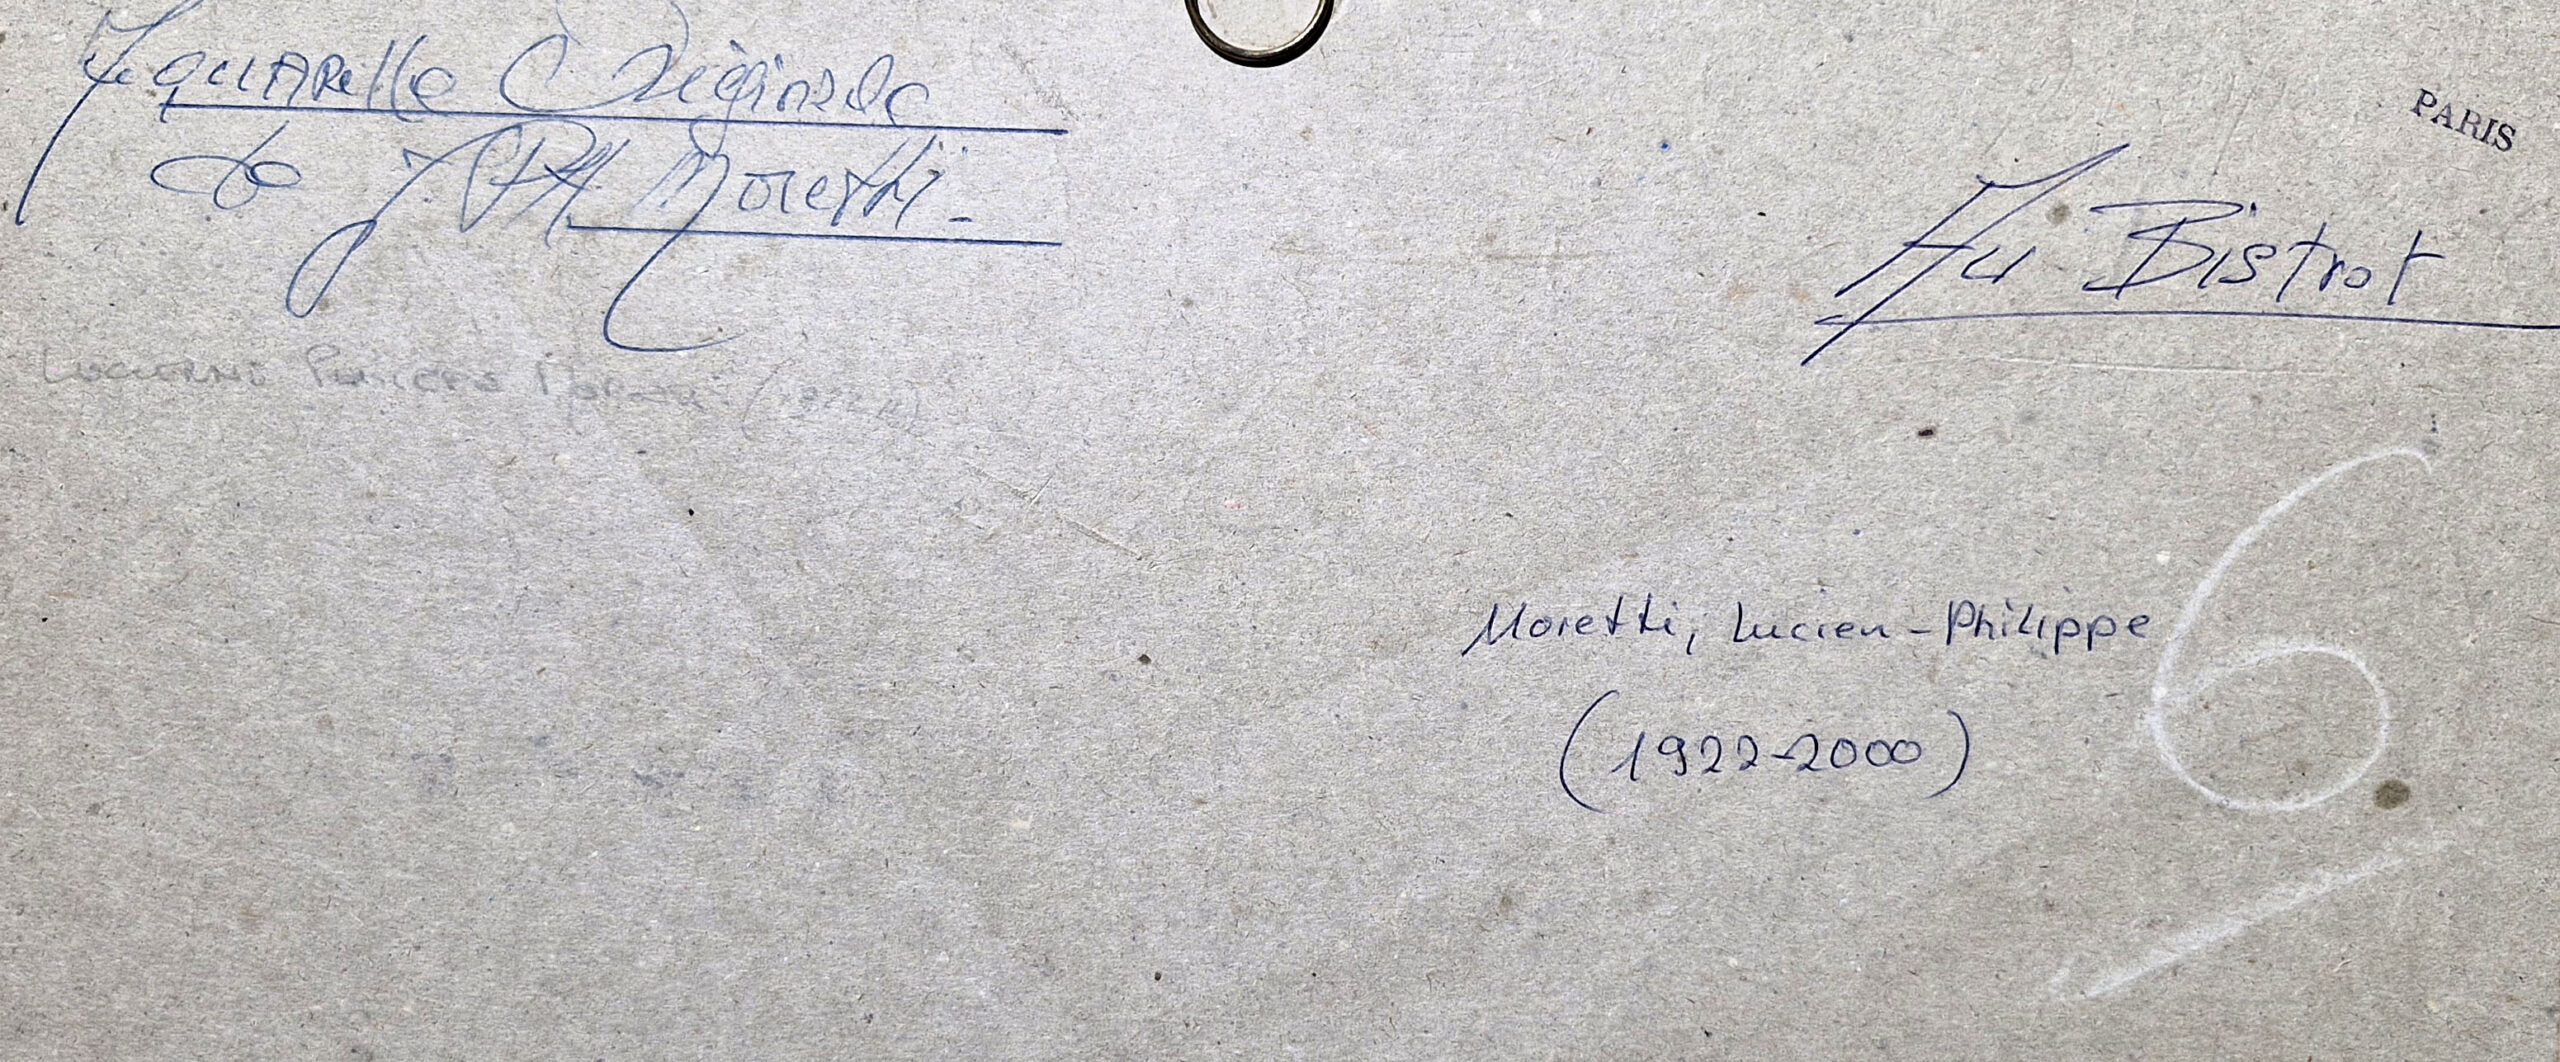 Aquarelle Originale
de L. PH. Moretti -
PARIS
Au Bistrot
Moretti, Lucien-Philippe
(1922-2000)
6